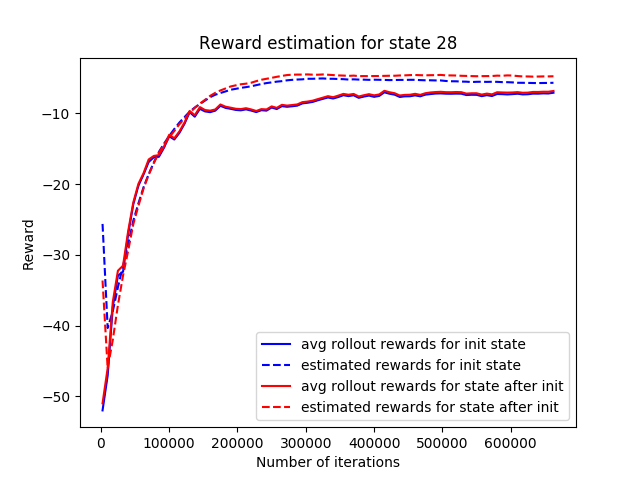 Reward estimation for state 28
Reward
−10
−20
−30
−40
−50
avg rollout rewards for init state
estimated rewards for init state
avg rollout rewards for state after init
estimated rewards for state after init
0 100000 200000 300000 400000 500000 600000
Number of iterations